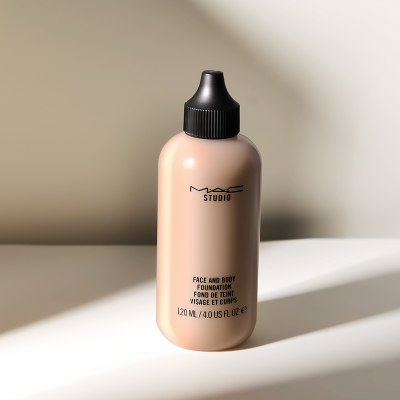 MAC
STUDIO
FACE AND BODY
FOUNDATION
FOND DE TEINT
VISAGE ET CORPS
120 ML / 4.0 US FL OZ ℮